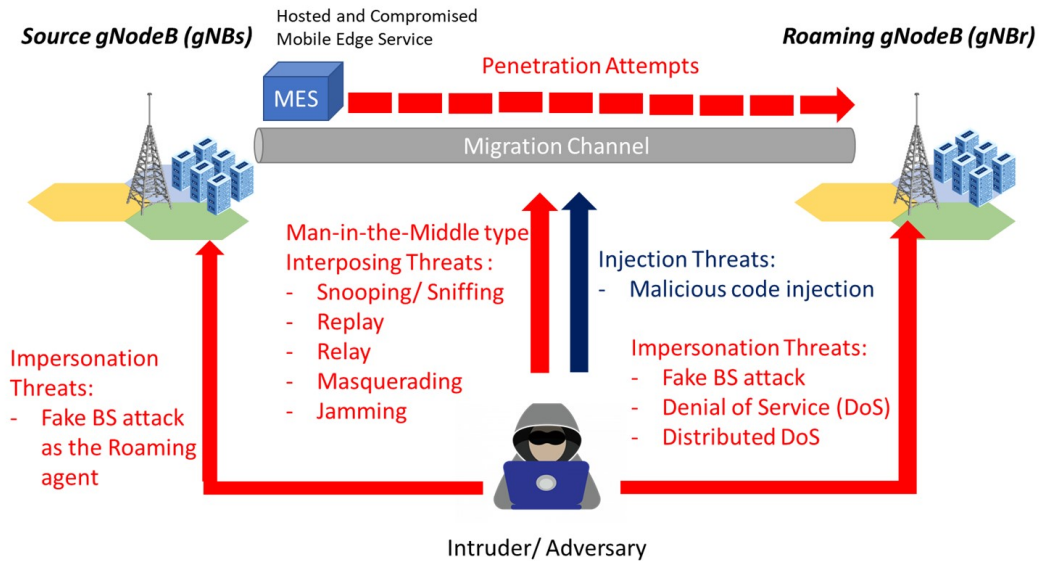 Hosted and Compromised
Mobile Edge Service
Source gNodeB (gNBs)
Roaming gNodeB (gNBr)
Penetration Attempts
MES
Migration Channel
Man-in-the-Middle type
Interposing Threats :
- Snooping/ Sniffing
- Replay
- Relay
- Masquerading
- Jamming
Injection Threats:
- Malicious code injection
Impersonation
Threats:
- Fake BS attack
as the Roaming
agent
Impersonation Threats:
- Fake BS attack
- Denial of Service (DoS)
- Distributed DoS
Intruder/ Adversary